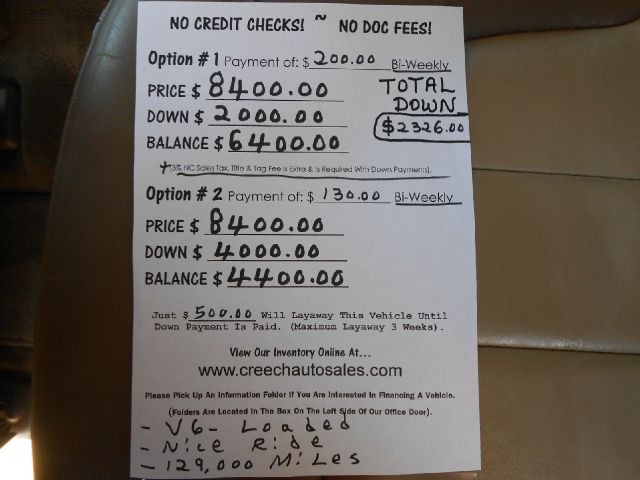 NO CREDIT CHECKS! ~ NO DOC FEES!
Option # 1 Payment of: $ 200.00 Bi-Weekly
PRICE $ 8400.00
TOTAL
DOWN $ 2000.00
DOWN
BALANCE $ 6400.00
$2326.00
+3% NC Sales Tax, Title & Tag Fee Is Extra & Is Required With Down Payments).
Option # 2 Payment of: $ 130.00 Bi-Weekly
PRICE $ 8400.00
DOWN $ 4000.00
BALANCE $ 4400.00
Just $ 500.00 Will Layaway This Vehicle Until
Down Payment Is Paid. (Maximum Layaway 3 Weeks).
View Our Inventory Online At...
www.creechautosales.com
Please Pick Up An Information Folder If You Are Interested In Financing A Vehicle.
(Folders Are Located In The Box On The Left Side Of Our Office Door).
- V6- Loaded
- Nice Ride
- 129,000 Miles